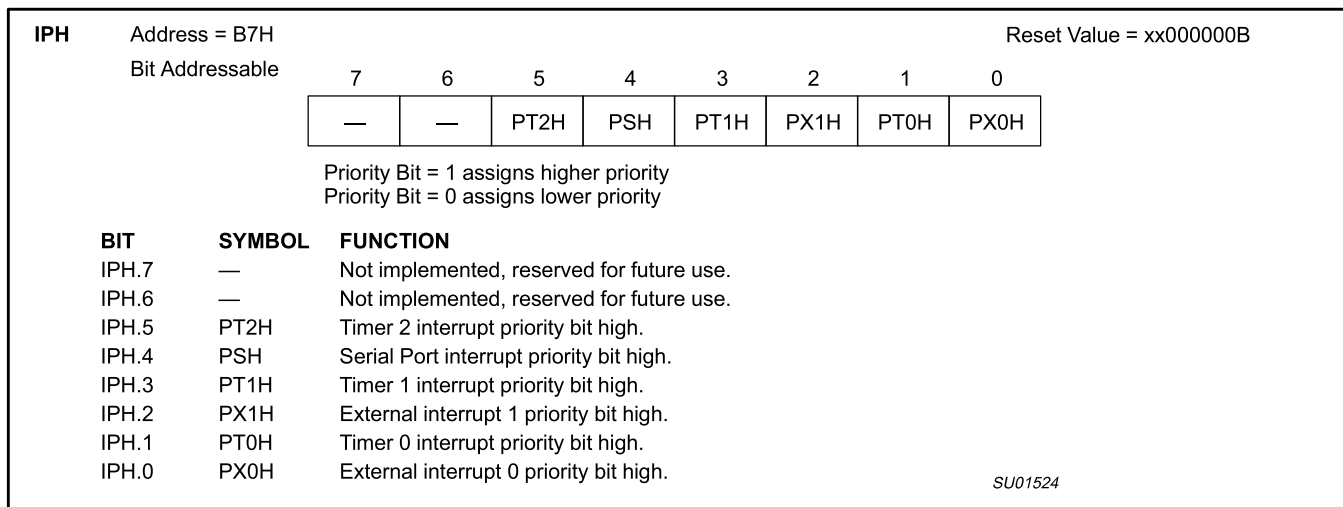 IPH Address = B7H Reset Value = xx000000B
Bit Addressable
7 6 5 4 3 2 1 0
— — PT2H PSH PT1H PX1H PT0H PX0H
Priority Bit = 1 assigns higher priority
Priority Bit = 0 assigns lower priority
BIT SYMBOL FUNCTION
IPH.7 — Not implemented, reserved for future use.
IPH.6 — Not implemented, reserved for future use.
IPH.5 PT2H Timer 2 interrupt priority bit high.
IPH.4 PSH Serial Port interrupt priority bit high.
IPH.3 PT1H Timer 1 interrupt priority bit high.
IPH.2 PX1H External interrupt 1 priority bit high.
IPH.1 PT0H Timer 0 interrupt priority bit high.
IPH.0 PX0H External interrupt 0 priority bit high.
SU01524